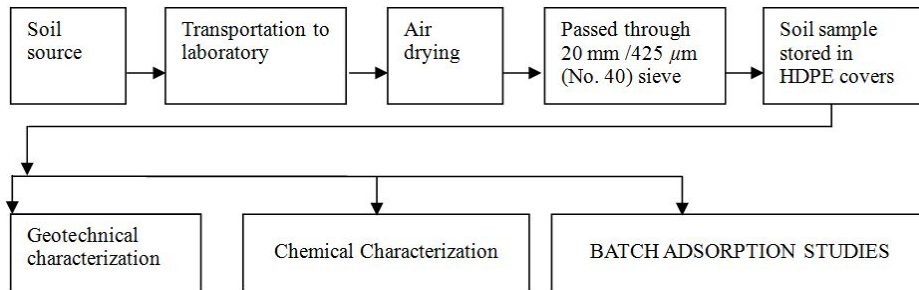 Soil
source
Transportation to
laboratory
Air
drying
Passed through
20 mm /425 µm
(No. 40) sieve
Soil sample
stored in
HDPE covers
Geotechnical
characterization
Chemical Characterization
BATCH ADSORPTION STUDIES